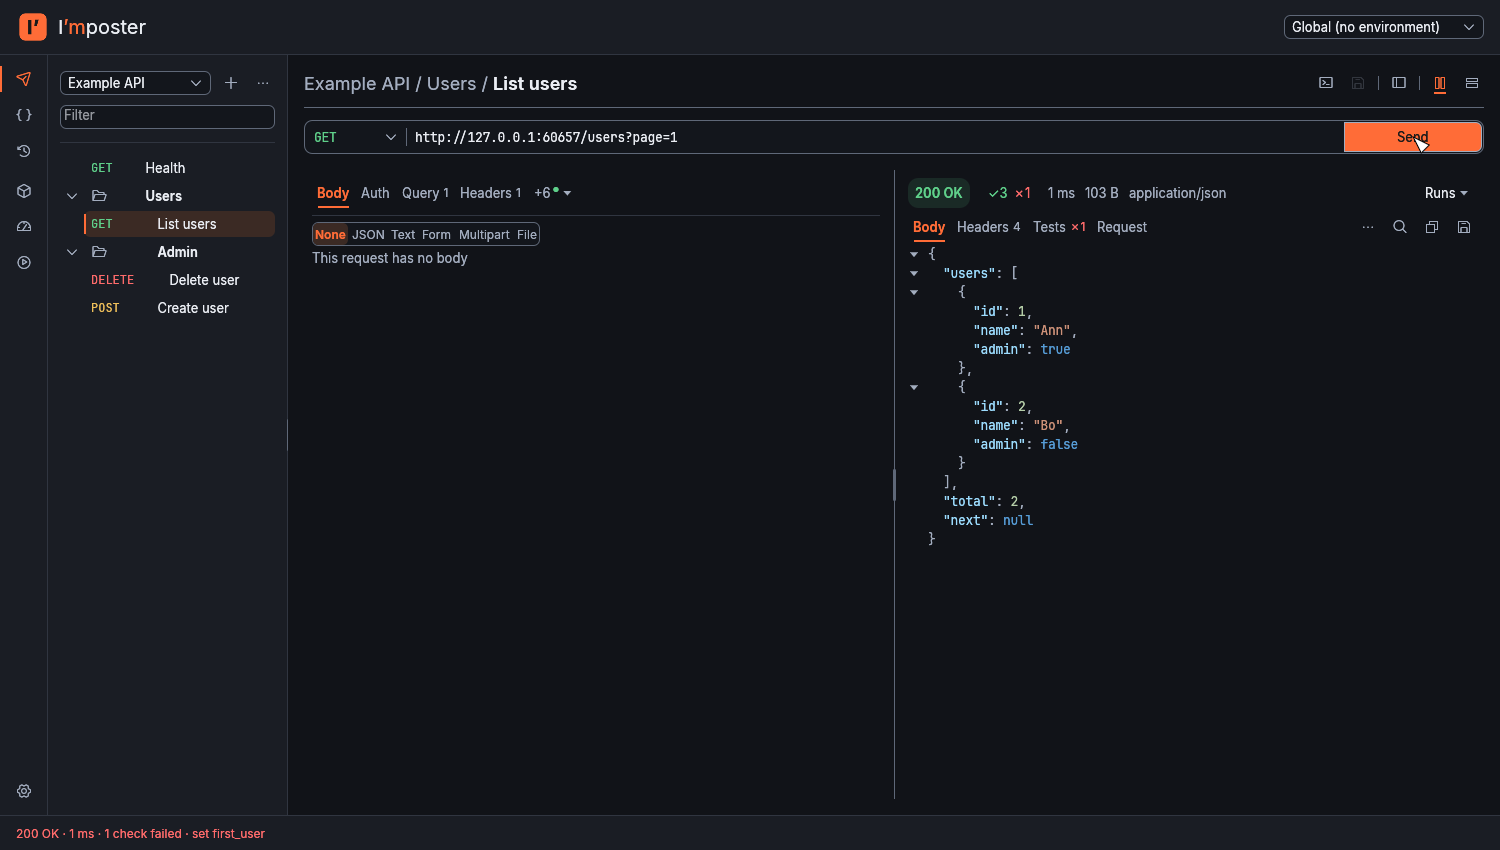 I' I'mposter
Global (no environment)
Example API
Filter
GET Health
Users
GET List users
Admin
DELETE Delete user
POST Create user
Example API / Users / List users
GET http://127.0.0.1:60657/users?page=1 Send
Body Auth Query 1 Headers 1 +6
None JSON Text Form Multipart File
This request has no body
200 OK ✓3 ×1 1 ms 103 B application/json Runs
Body Headers 4 Tests ×1 Request
{
"users": [
{
"id": 1,
"name": "Ann",
"admin": true
},
{
"id": 2,
"name": "Bo",
"admin": false
}
],
"total": 2,
"next": null
}
200 OK · 1 ms · 1 check failed · set first_user